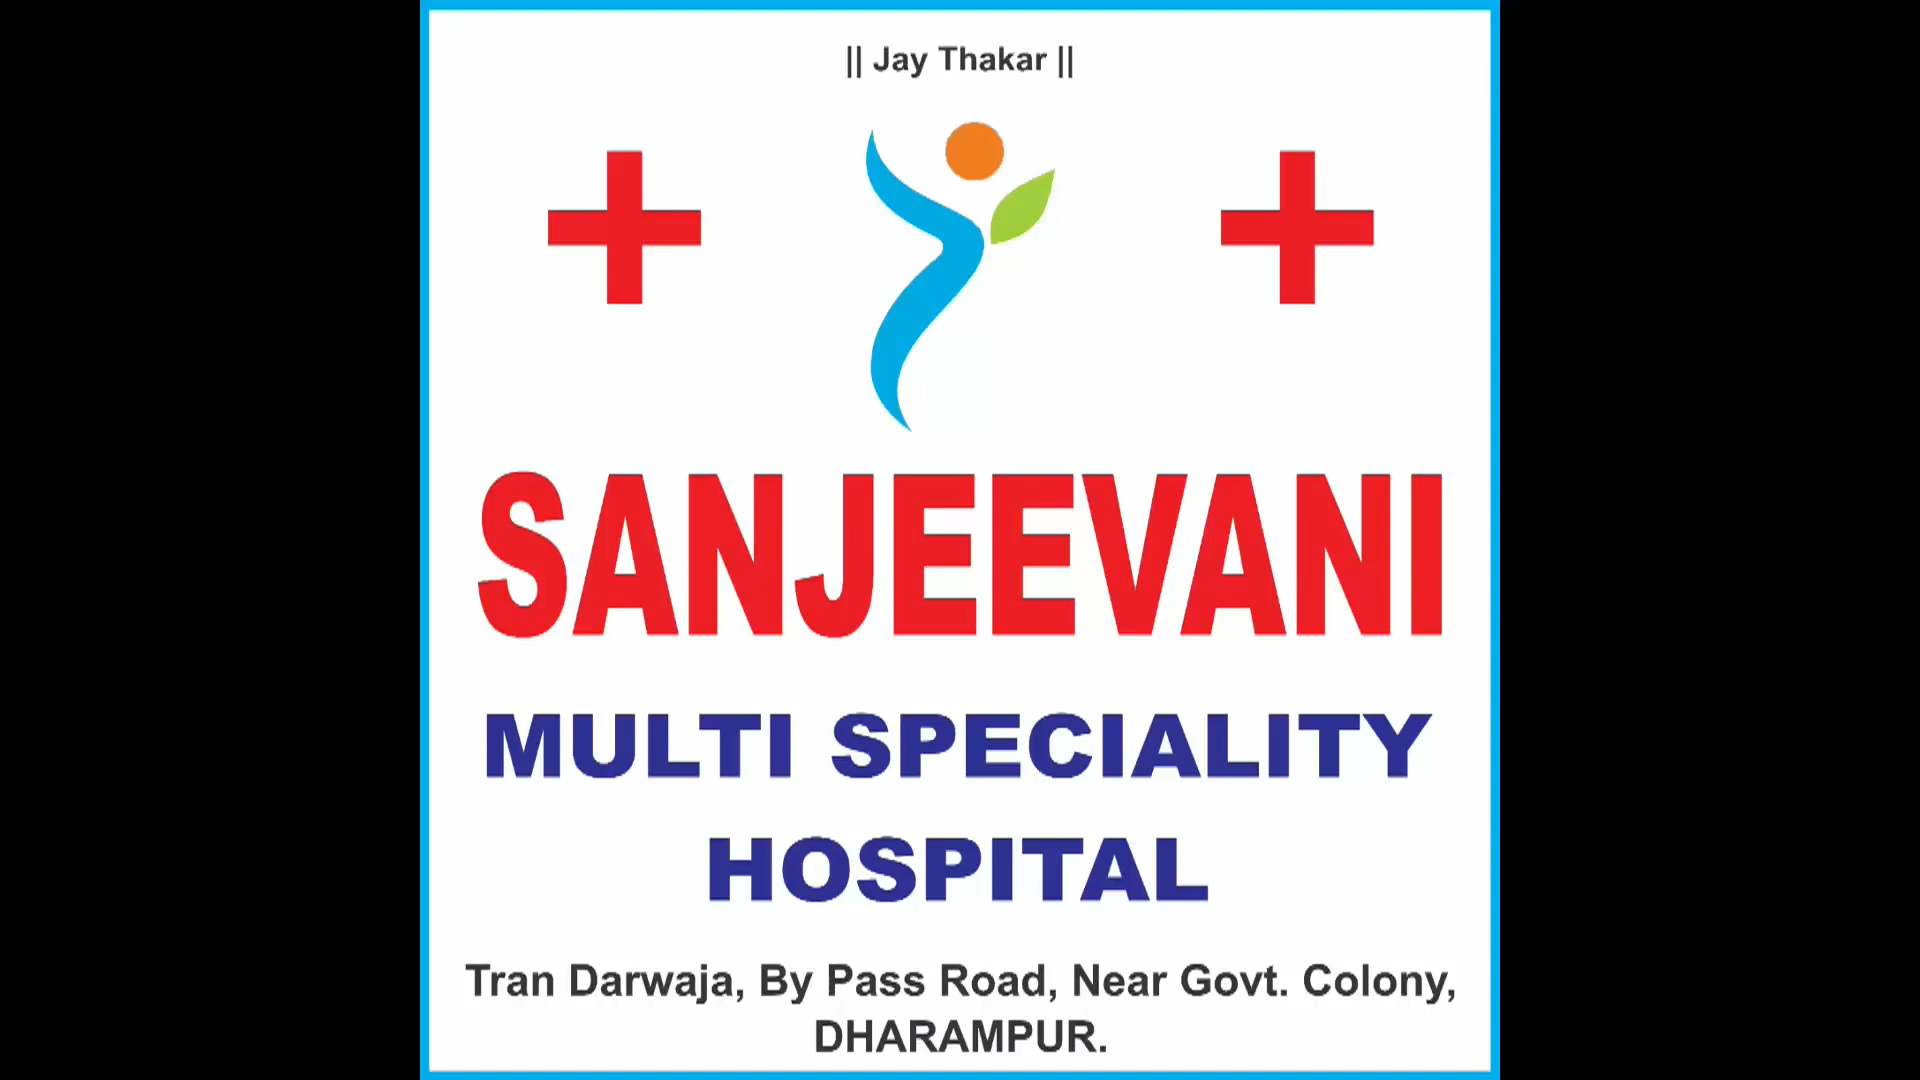 || Jay Thakar ||
SANJEEVANI
MULTI SPECIALITY
HOSPITAL
Tran Darwaja, By Pass Road, Near Govt. Colony,
DHARAMPUR.